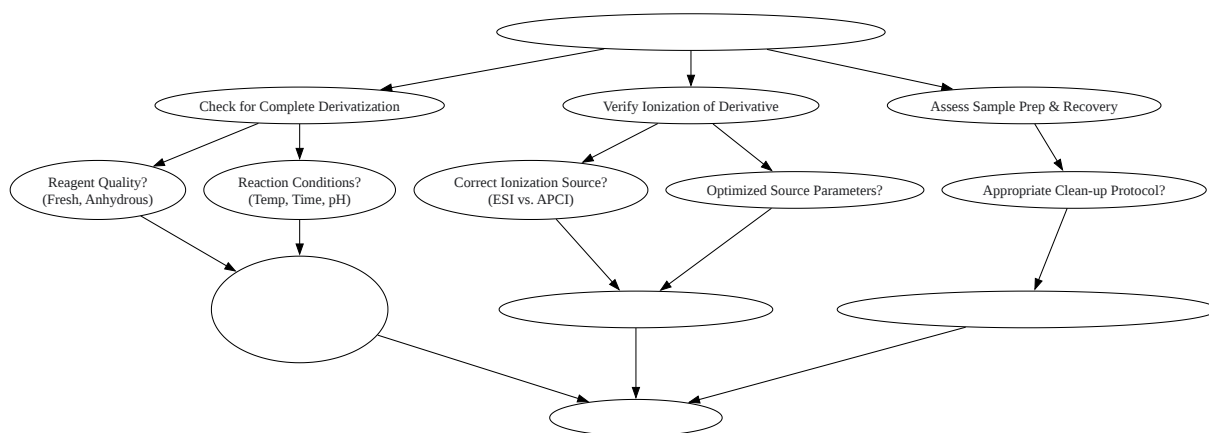 Check for Complete Derivatization
Verify Ionization of Derivative
Assess Sample Prep & Recovery
Reagent Quality?
(Fresh, Anhydrous)
Reaction Conditions?
(Temp, Time, pH)
Correct Ionization Source?
(ESI vs. APCI)
Optimized Source Parameters?
Appropriate Clean-up Protocol?